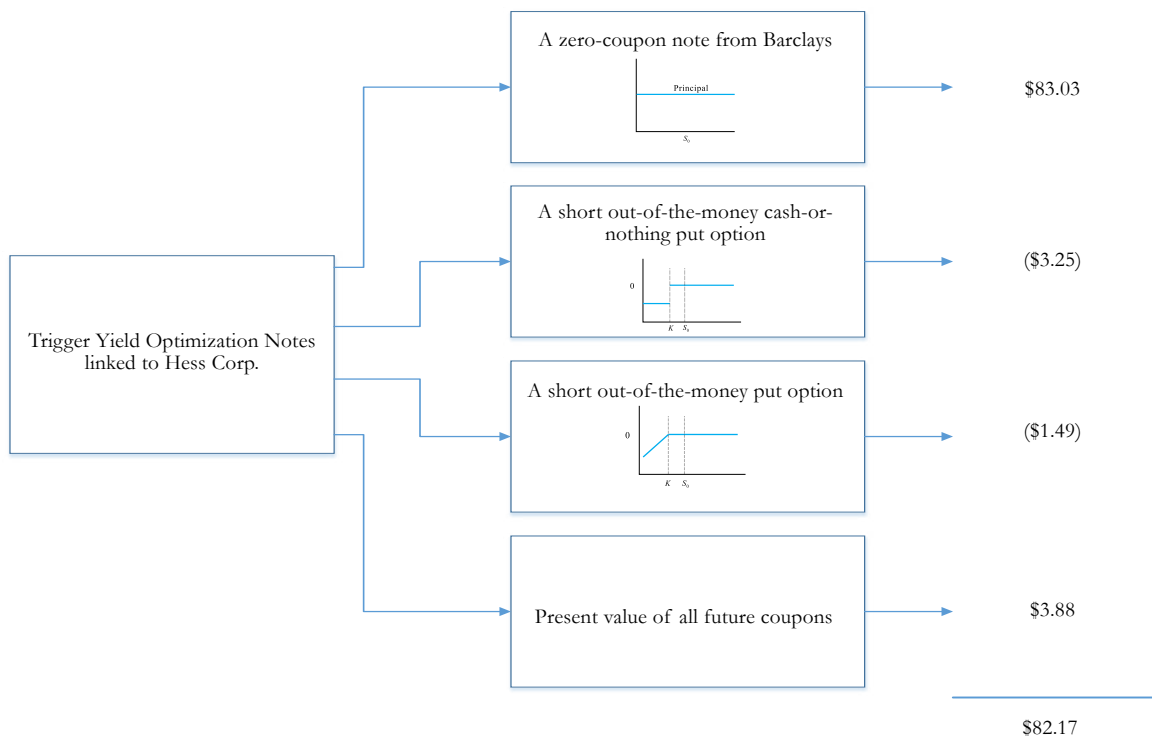 A zero-coupon note from Barclays
Principal
S₀
$83.03
A short out-of-the-money cash-or-
nothing put option
0
K S₀
($3.25)
Trigger Yield Optimization Notes
linked to Hess Corp.
A short out-of-the-money put option
0
K S₀
($1.49)
Present value of all future coupons
$3.88
$82.17